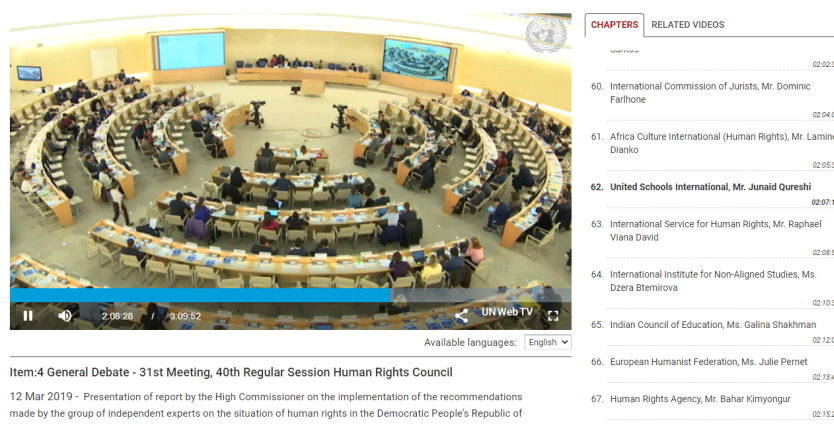 CHAPTERS RELATED VIDEOS
02:02:3
60. International Commission of Jurists, Mr. Dominic
Farlhone
02:04:0
61. Africa Culture International (Human Rights), Mr. Lamine
Dianko
02:05:3
62. United Schools International, Mr. Junaid Qureshi
02:07:1
63. International Service for Human Rights, Mr. Raphael
Viana David
02:08:5
64. International Institute for Non-Aligned Studies, Ms.
Dzera Btemirova
02:10:3
65. Indian Council of Education, Ms. Galina Shakhman
02:12:0
66. European Humanist Federation, Ms. Julie Pernet
02:13:4
67. Human Rights Agency, Mr. Bahar Kimyongur
02:15:2
2:08:28 / 3:09:52 UN Web TV
Available languages: English
Item:4 General Debate - 31st Meeting, 40th Regular Session Human Rights Council
12 Mar 2019 - Presentation of report by the High Commissioner on the implementation of the recommendations
made by the group of independent experts on the situation of human rights in the Democratic People's Republic of